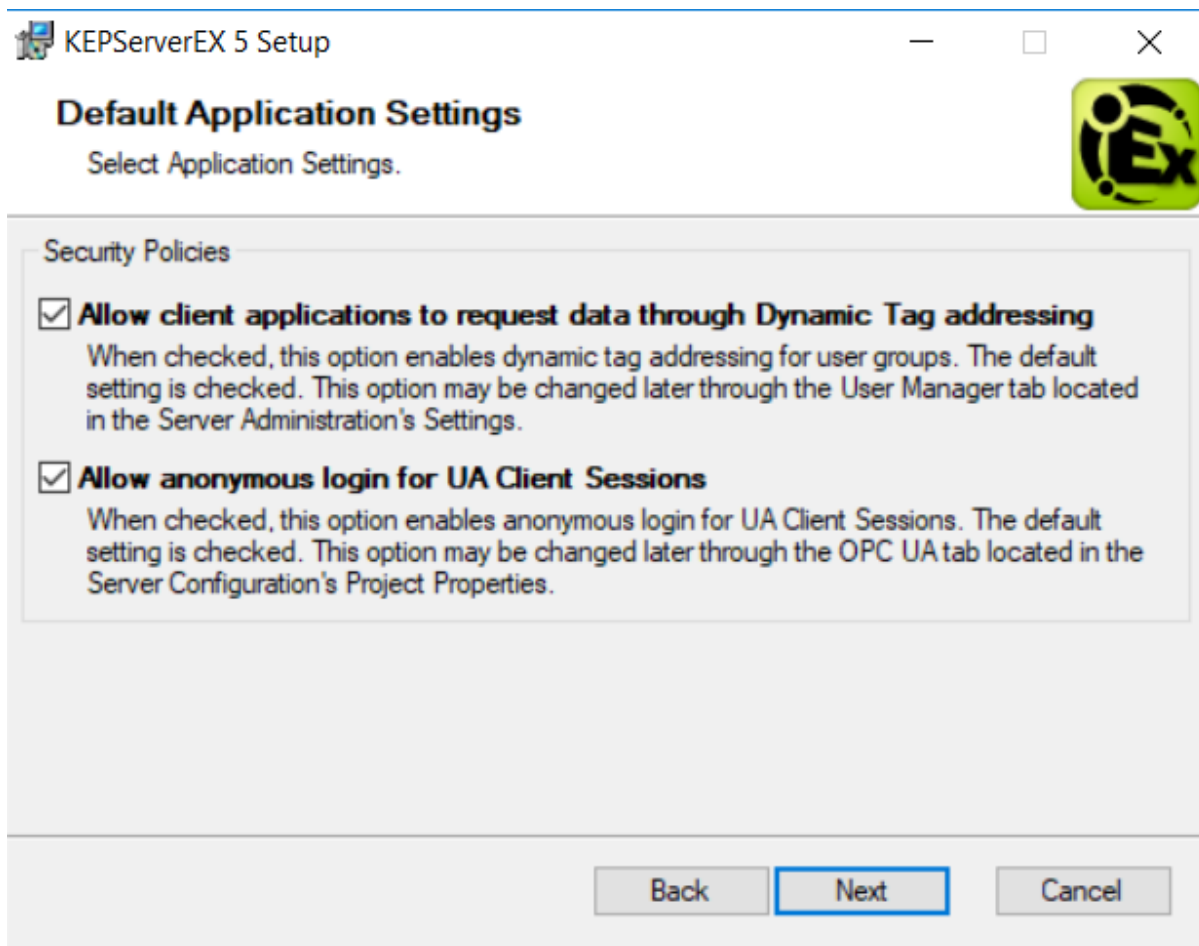 KEPServerEX 5 Setup
Default Application Settings
Select Application Settings.
Ex
Security Policies
Allow client applications to request data through Dynamic Tag addressing
When checked, this option enables dynamic tag addressing for user groups. The default
setting is checked. This option may be changed later through the User Manager tab located
in the Server Administration's Settings.
Allow anonymous login for UA Client Sessions
When checked, this option enables anonymous login for UA Client Sessions. The default
setting is checked. This option may be changed later through the OPC UA tab located in the
Server Configuration's Project Properties.
Back Next Cancel